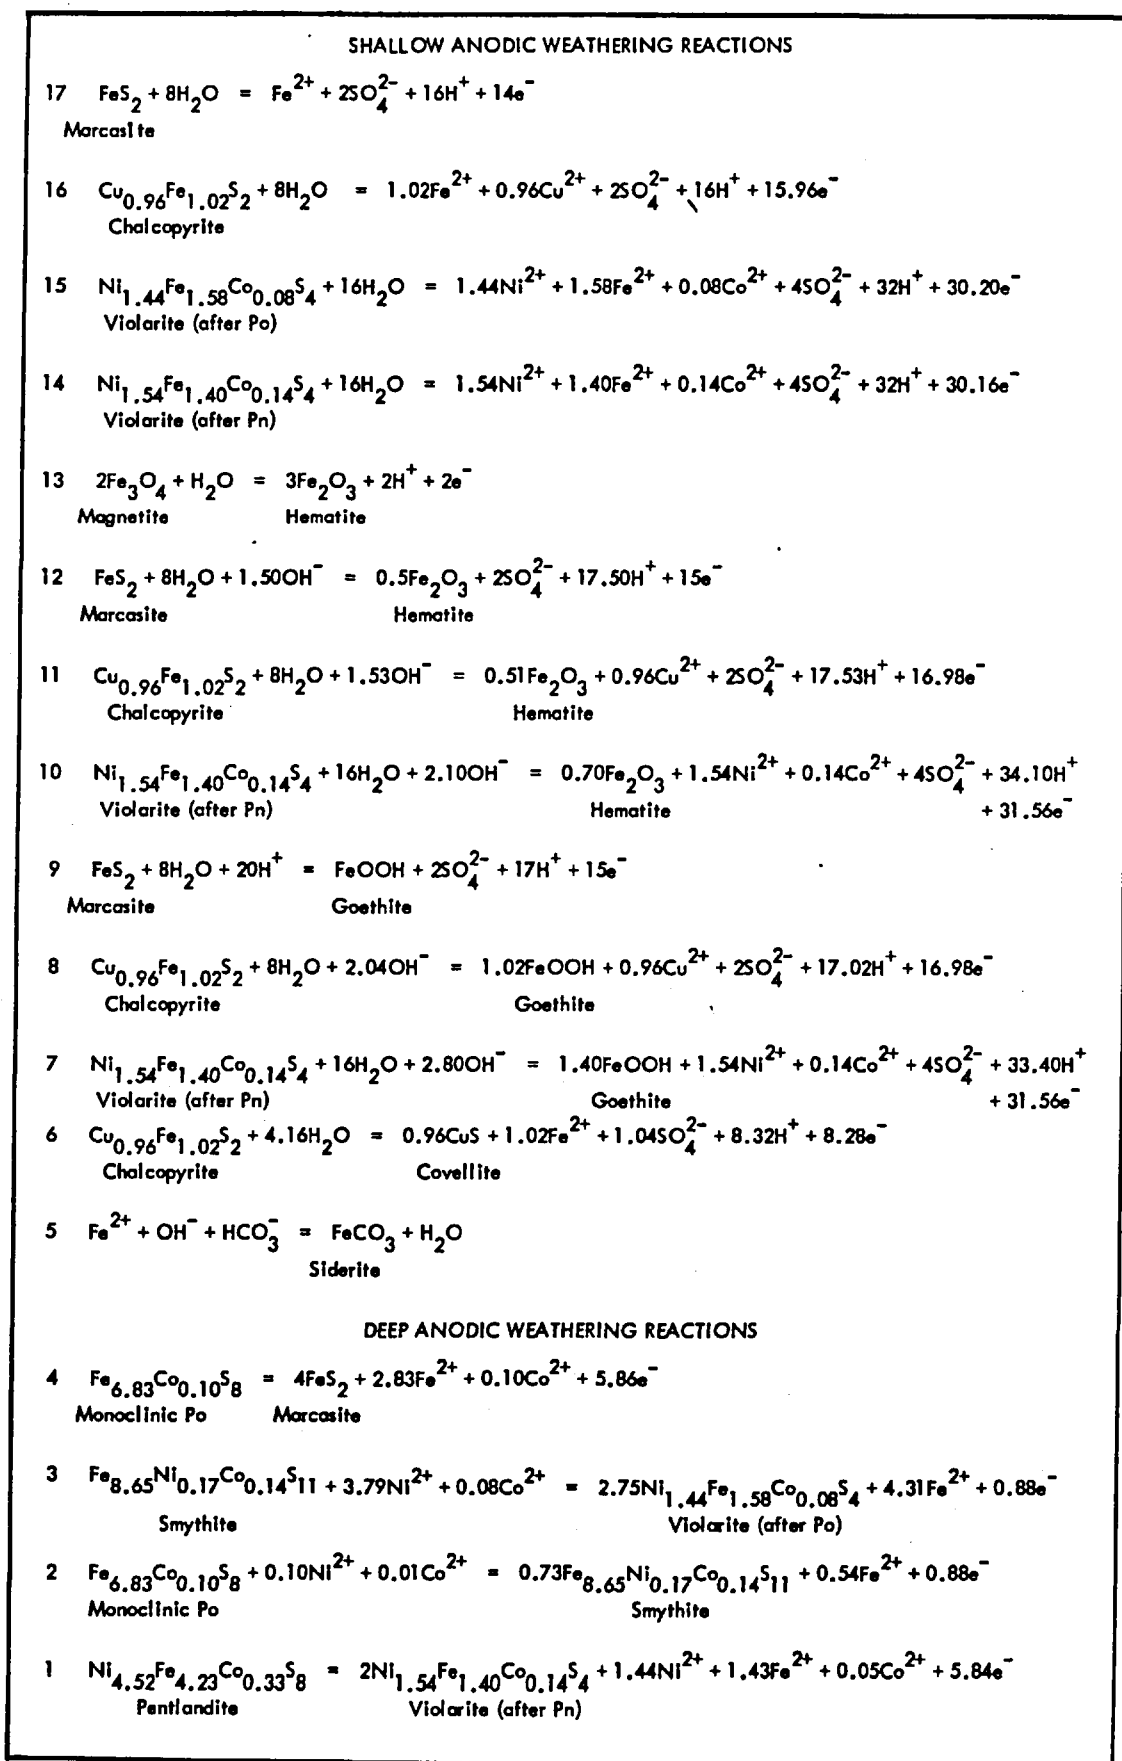 SHALLOW ANODIC WEATHERING REACTIONS
17 FeS₂ + 8H₂O = Fe²⁺ + 2SO₄²⁻ + 16H⁺ + 14e⁻
Marcasite
16 Cu₀.₉₆Fe₁.₀₂S₂ + 8H₂O = 1.02Fe²⁺ + 0.96Cu²⁺ + 2SO₄²⁻ + 16H⁺ + 15.96e⁻
Chalcopyrite
15 Ni₁.₄₄Fe₁.₅₈Co₀.₀₈S₄ + 16H₂O = 1.44Ni²⁺ + 1.58Fe²⁺ + 0.08Co²⁺ + 4SO₄²⁻ + 32H⁺ + 30.20e⁻
Violarite (after Po)
14 Ni₁.₅₄Fe₁.₄₀Co₀.₁₄S₄ + 16H₂O = 1.54Ni²⁺ + 1.40Fe²⁺ + 0.14Co²⁺ + 4SO₄²⁻ + 32H⁺ + 30.16e⁻
Violarite (after Pn)
13 2Fe₃O₄ + H₂O = 3Fe₂O₃ + 2H⁺ + 2e⁻
Magnetite Hematite
12 FeS₂ + 8H₂O + 1.50OH⁻ = 0.5Fe₂O₃ + 2SO₄²⁻ + 17.50H⁺ + 15e⁻
Marcasite Hematite
11 Cu₀.₉₆Fe₁.₀₂S₂ + 8H₂O + 1.53OH⁻ = 0.51Fe₂O₃ + 0.96Cu²⁺ + 2SO₄²⁻ + 17.53H⁺ + 16.98e⁻
Chalcopyrite Hematite
10 Ni₁.₅₄Fe₁.₄₀Co₀.₁₄S₄ + 16H₂O + 2.10OH⁻ = 0.70Fe₂O₃ + 1.54Ni²⁺ + 0.14Co²⁺ + 4SO₄²⁻ + 34.10H⁺
Violarite (after Pn) Hematite + 31.56e⁻
9 FeS₂ + 8H₂O + 20H⁺ = FeOOH + 2SO₄²⁻ + 17H⁺ + 15e⁻
Marcasite Goethite
8 Cu₀.₉₆Fe₁.₀₂S₂ + 8H₂O + 2.04OH⁻ = 1.02FeOOH + 0.96Cu²⁺ + 2SO₄²⁻ + 17.02H⁺ + 16.98e⁻
Chalcopyrite Goethite
7 Ni₁.₅₄Fe₁.₄₀Co₀.₁₄S₄ + 16H₂O + 2.80OH⁻ = 1.40FeOOH + 1.54Ni²⁺ + 0.14Co²⁺ + 4SO₄²⁻ + 33.40H⁺
Violarite (after Pn) Goethite + 31.56e⁻
6 Cu₀.₉₆Fe₁.₀₂S₂ + 4.16H₂O = 0.96CuS + 1.02Fe²⁺ + 1.04SO₄²⁻ + 8.32H⁺ + 8.28e⁻
Chalcopyrite Covellite
5 Fe²⁺ + OH⁻ + HCO₃⁻ = FeCO₃ + H₂O
Siderite
DEEP ANODIC WEATHERING REACTIONS
4 Fe₆.₈₃Co₀.₁₀S₈ = 4FeS₂ + 2.83Fe²⁺ + 0.10Co²⁺ + 5.86e⁻
Monoclinic Po Marcasite
3 Fe₈.₆₅Ni₀.₁₇Co₀.₁₄S₁₁ + 3.79Ni²⁺ + 0.08Co²⁺ = 2.75Ni₁.₄₄Fe₁.₅₈Co₀.₀₈S₄ + 4.31Fe²⁺ + 0.88e⁻
Smythite Violarite (after Po)
2 Fe₆.₈₃Co₀.₁₀S₈ + 0.10Ni²⁺ + 0.01Co²⁺ = 0.73Fe₈.₆₅Ni₀.₁₇Co₀.₁₄S₁₁ + 0.54Fe²⁺ + 0.88e⁻
Monoclinic Po Smythite
1 Ni₄.₅₂Fe₄.₂₃Co₀.₃₃S₈ = 2Ni₁.₅₄Fe₁.₄₀Co₀.₁₄S₄ + 1.44Ni²⁺ + 1.43Fe²⁺ + 0.05Co²⁺ + 5.84e⁻
Pentlandite Violarite (after Pn)